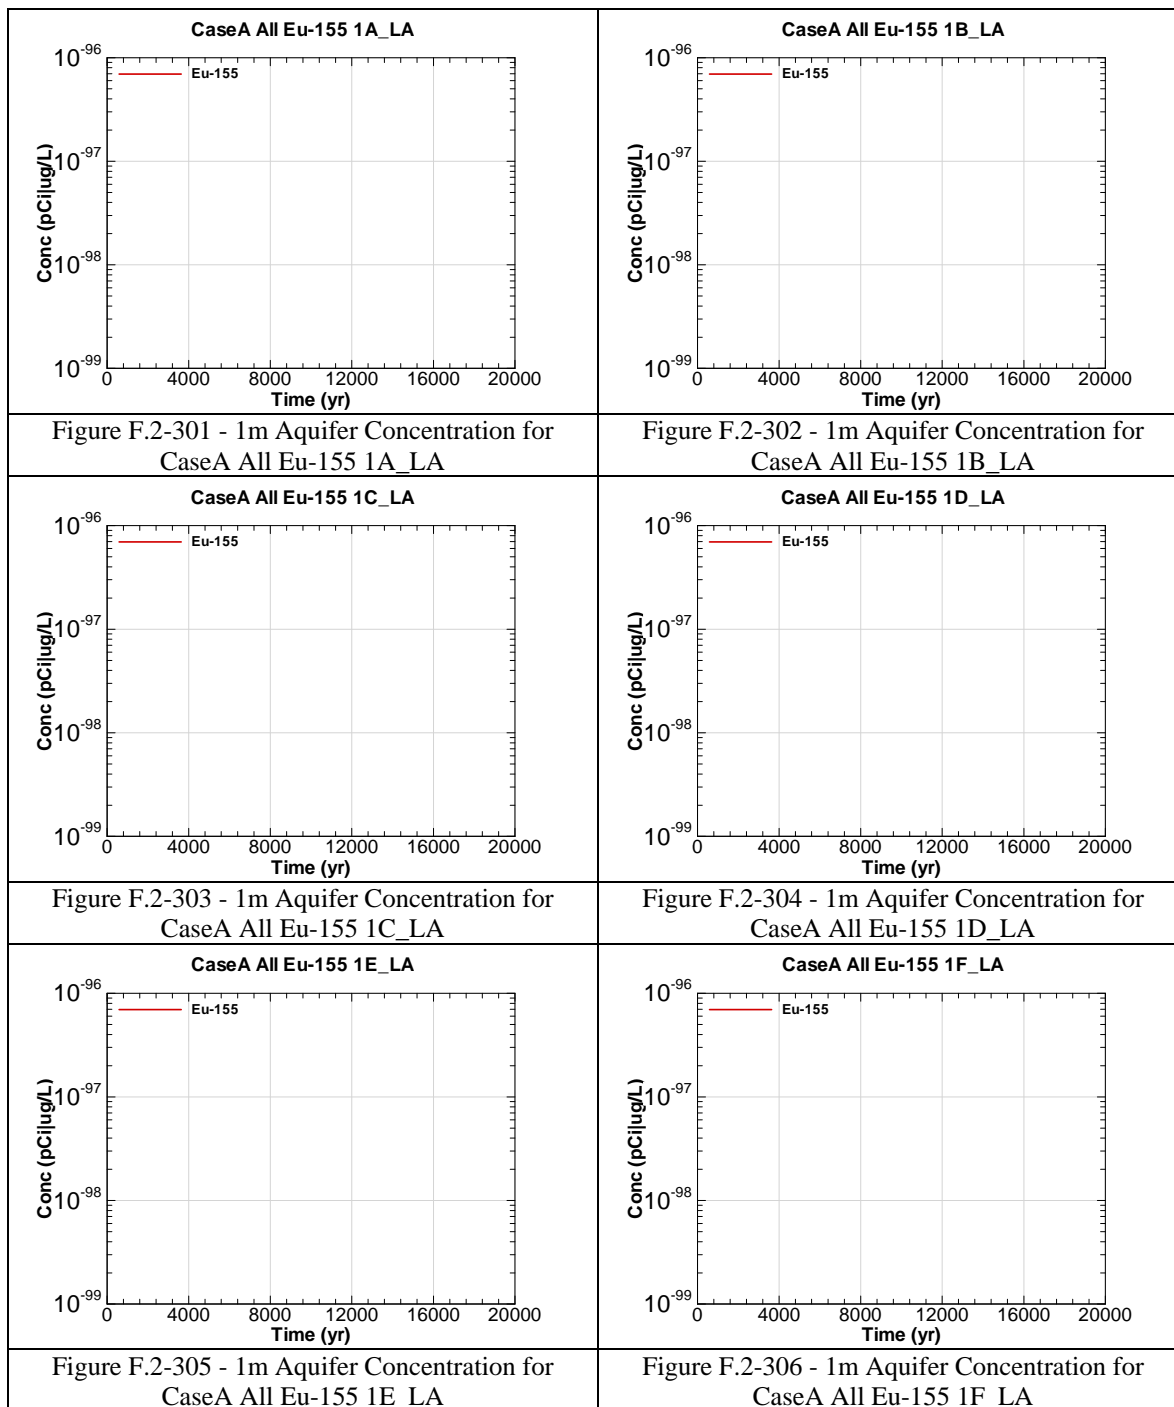 CaseA All Eu-155 1A_LA
Eu-155
Conc (pCi|ug/L)
10-96
10-97
10-98
10-99
0 4000 8000 12000 16000 20000
Time (yr)
Figure F.2-301 - 1m Aquifer Concentration for
CaseA All Eu-155 1A_LA
CaseA All Eu-155 1B_LA
Eu-155
Conc (pCi|ug/L)
10-96
10-97
10-98
10-99
0 4000 8000 12000 16000 20000
Time (yr)
Figure F.2-302 - 1m Aquifer Concentration for
CaseA All Eu-155 1B_LA
CaseA All Eu-155 1C_LA
Eu-155
Conc (pCi|ug/L)
10-96
10-97
10-98
10-99
0 4000 8000 12000 16000 20000
Time (yr)
Figure F.2-303 - 1m Aquifer Concentration for
CaseA All Eu-155 1C_LA
CaseA All Eu-155 1D_LA
Eu-155
Conc (pCi|ug/L)
10-96
10-97
10-98
10-99
0 4000 8000 12000 16000 20000
Time (yr)
Figure F.2-304 - 1m Aquifer Concentration for
CaseA All Eu-155 1D_LA
CaseA All Eu-155 1E_LA
Eu-155
Conc (pCi|ug/L)
10-96
10-97
10-98
10-99
0 4000 8000 12000 16000 20000
Time (yr)
Figure F.2-305 - 1m Aquifer Concentration for
CaseA All Eu-155 1E_LA
CaseA All Eu-155 1F_LA
Eu-155
Conc (pCi|ug/L)
10-96
10-97
10-98
10-99
0 4000 8000 12000 16000 20000
Time (yr)
Figure F.2-306 - 1m Aquifer Concentration for
CaseA All Eu-155 1F_LA